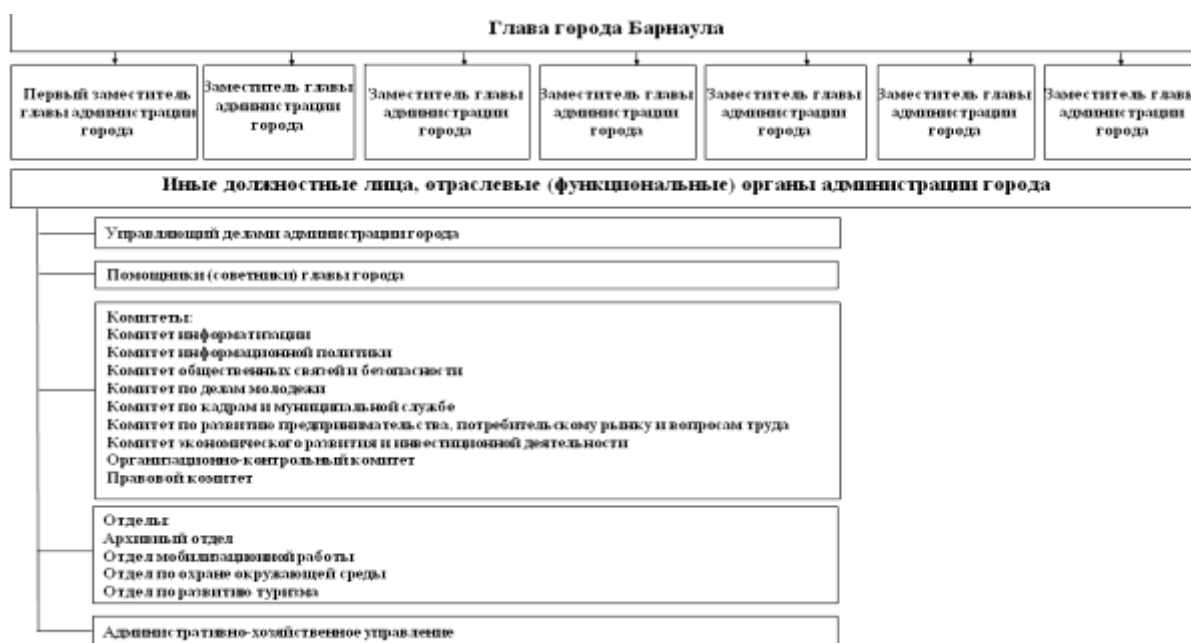 Глава города Барнаула
Первый заместитель
главы администрации
города
Заместитель главы
администрации
города
Заместитель главы
администрации
города
Заместитель главы
администрации
города
Заместитель главы
администрации
города
Заместитель главы
администрации
города
Заместитель главы
администрации
города
Иные должностные лица, отраслевые (функциональные) органы администрации города
Управляющий делами администрации города
Помощники (советники) главы города
Комитеты:
Комитет информатизации
Комитет информационной политики
Комитет общественных связей и безопасности
Комитет по делам молодежи
Комитет по кадрам и муниципальной службе
Комитет по развитию предпринимательства, потребительскому рынку и вопросам труда
Комитет экономического развития и инвестиционной деятельности
Организационно-контрольный комитет
Правовой комитет
Отделы:
Архивный отдел
Отдел мобилизационной работы
Отдел по охране окружающей среды
Отдел по развитию туризма
Административно-хозяйственное управление